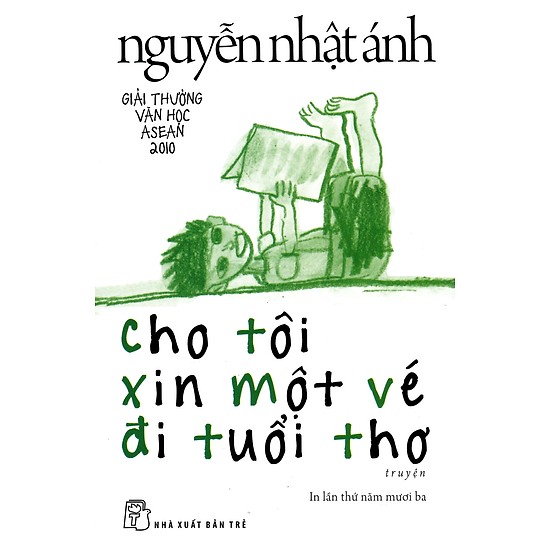 nguyễn nhật ánh
GIẢI THƯỞNG
VĂN HỌC
ASEAN
2010
cho tôi
xin một vé
đi tuổi thơ
truyện
In lần thứ năm mươi ba
NHÀ XUẤT BẢN TRẺ